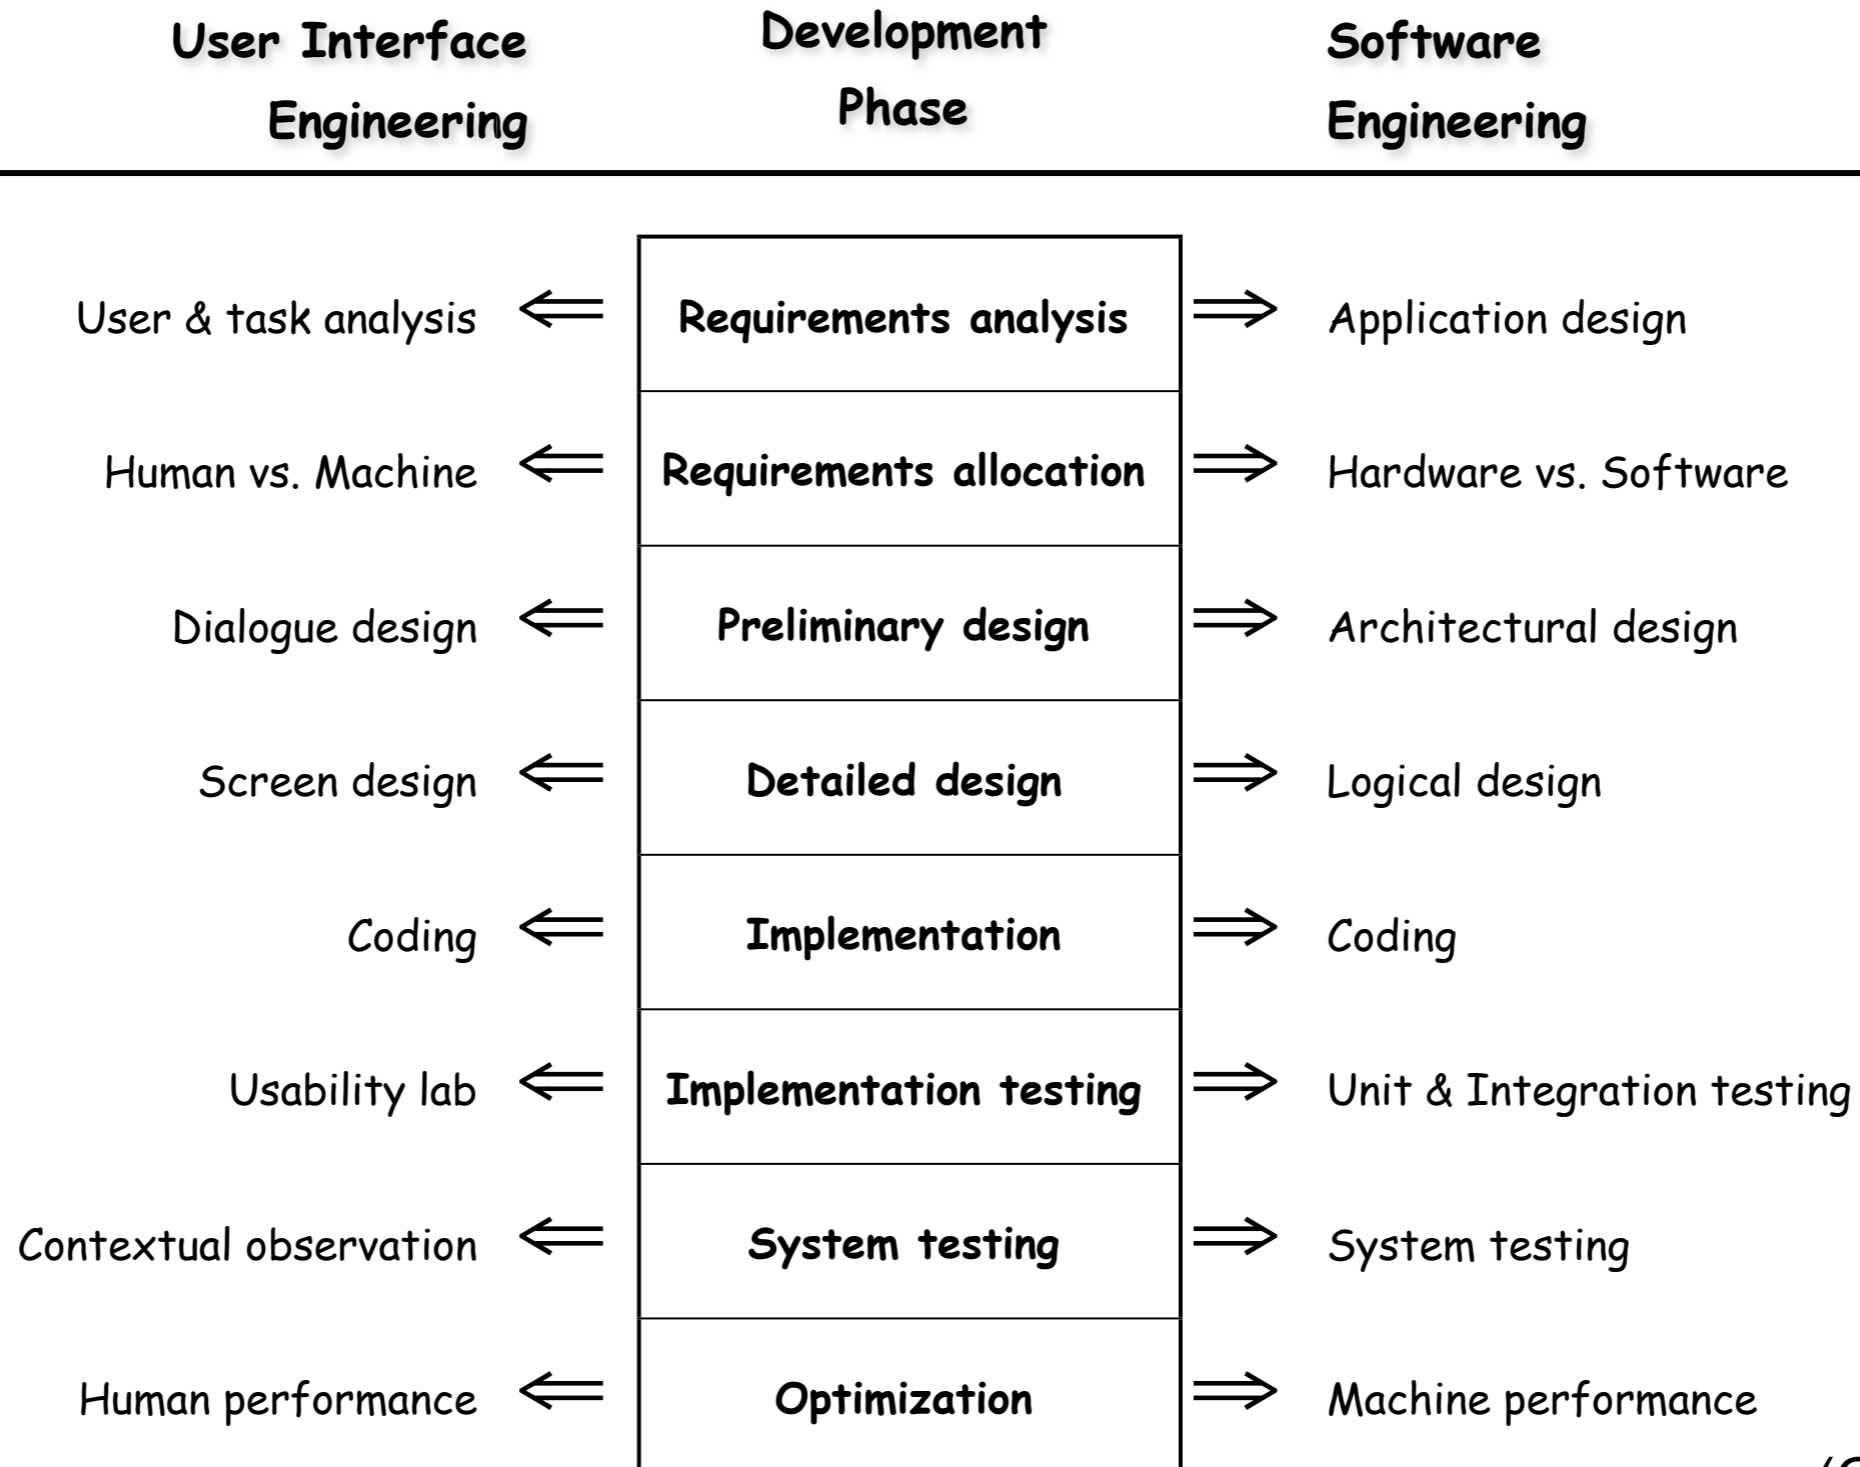 User Interface
Engineering
Development
Phase
Software
Engineering
User & task analysis ⇐ Requirements analysis ⇒ Application design
Human vs. Machine ⇐ Requirements allocation ⇒ Hardware vs. Software
Dialogue design ⇐ Preliminary design ⇒ Architectural design
Screen design ⇐ Detailed design ⇒ Logical design
Coding ⇐ Implementation ⇒ Coding
Usability lab ⇐ Implementation testing ⇒ Unit & Integration testing
Contextual observation ⇐ System testing ⇒ System testing
Human performance ⇐ Optimization ⇒ Machine performance